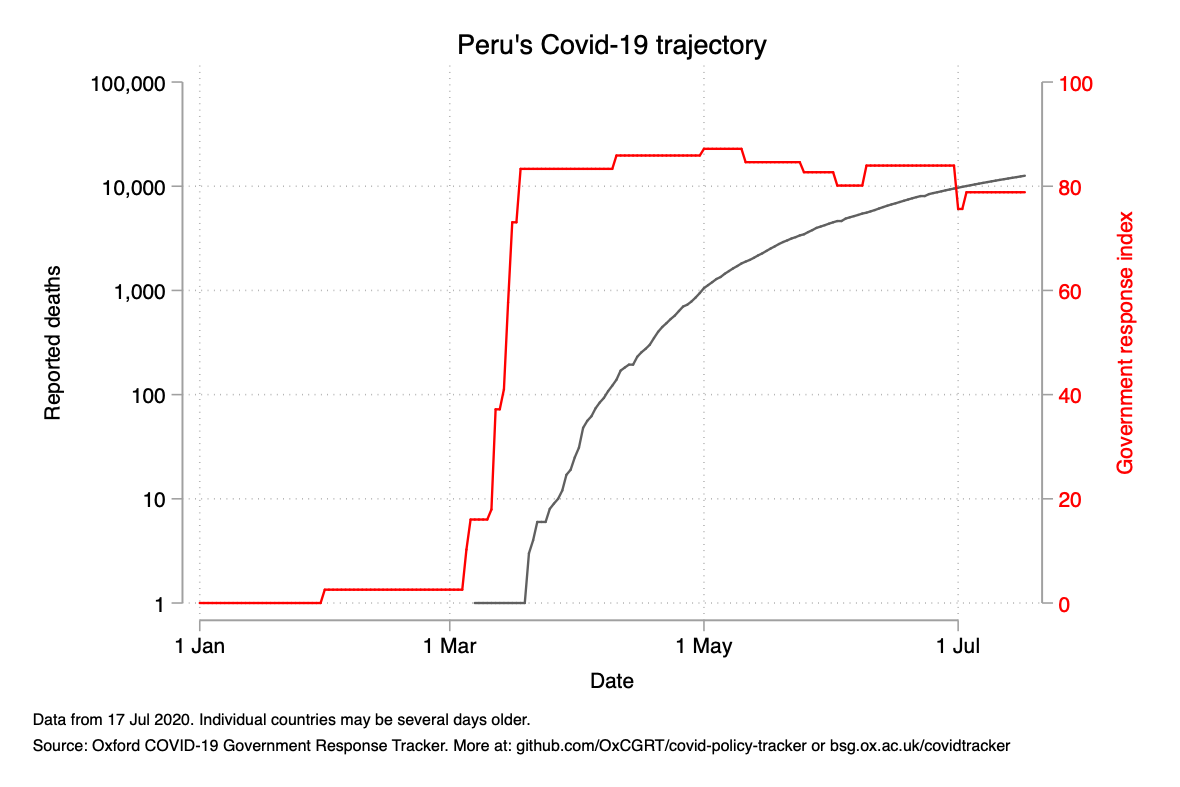 Peru's Covid-19 trajectory
100,000
10,000
1,000
100
10
1
Reported deaths
100
80
60
40
20
0
Government response index
1 Jan
1 Mar
1 May
1 Jul
Date
Data from 17 Jul 2020. Individual countries may be several days older.
Source: Oxford COVID-19 Government Response Tracker. More at: github.com/OxCGRT/covid-policy-tracker or bsg.ox.ac.uk/covidtracker